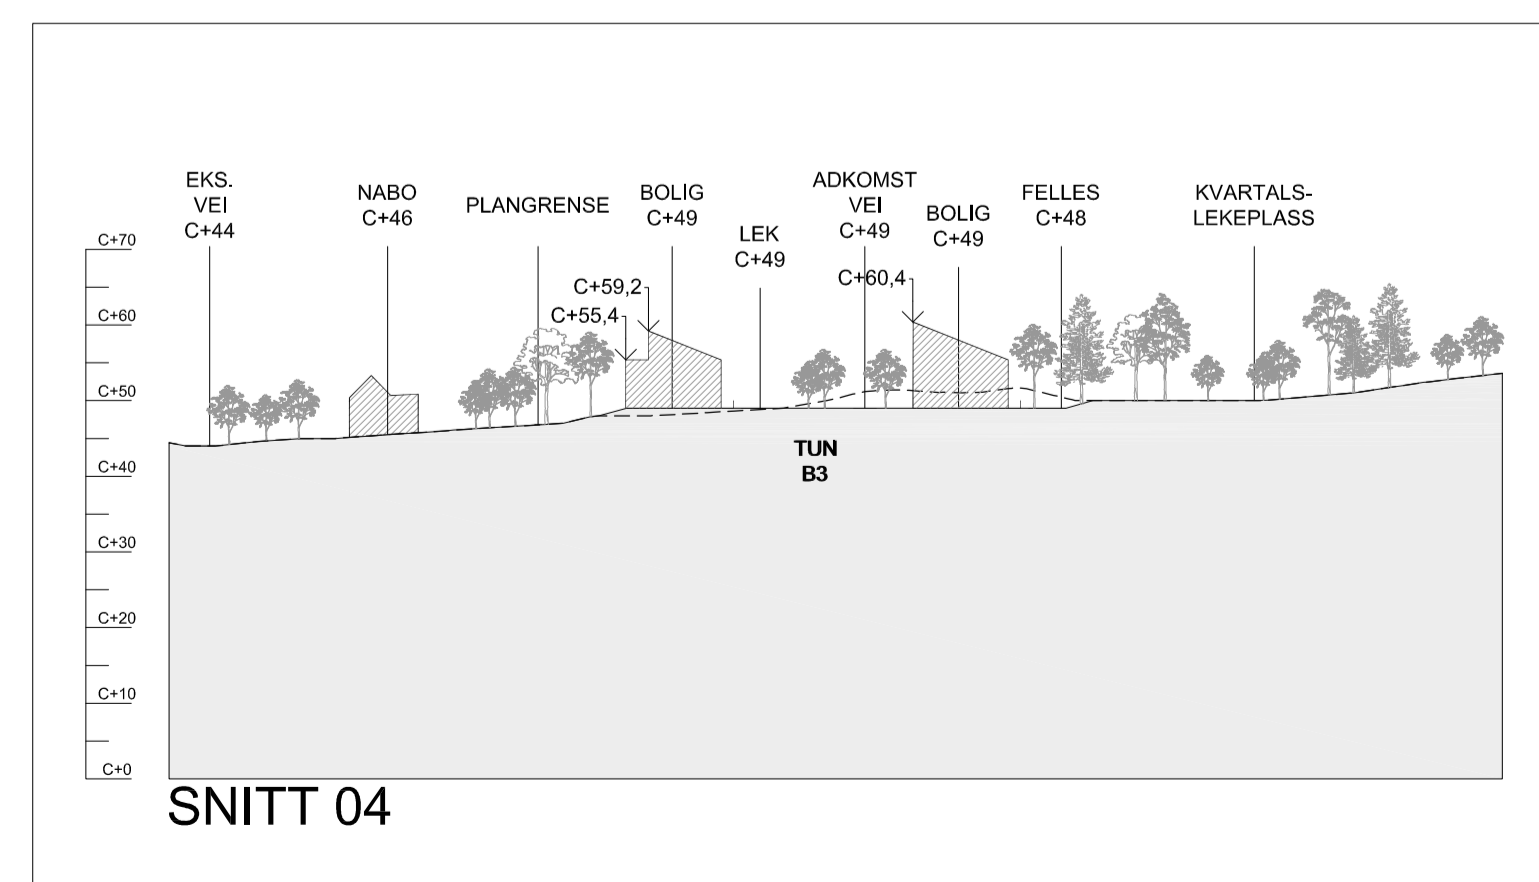 EKS.
VEI
C+44
NABO
C+46
PLANGRENSE
BOLIG
C+49
LEK
C+49
ADKOMST
VEI
C+49
BOLIG
C+49
FELLES
C+48
KVARTALS-
LEKEPLASS
C+59,2
C+55,4
C+60,4
C+70
C+60
C+50
C+40
C+30
C+20
C+10
C+0
TUN
B3
SNITT 04